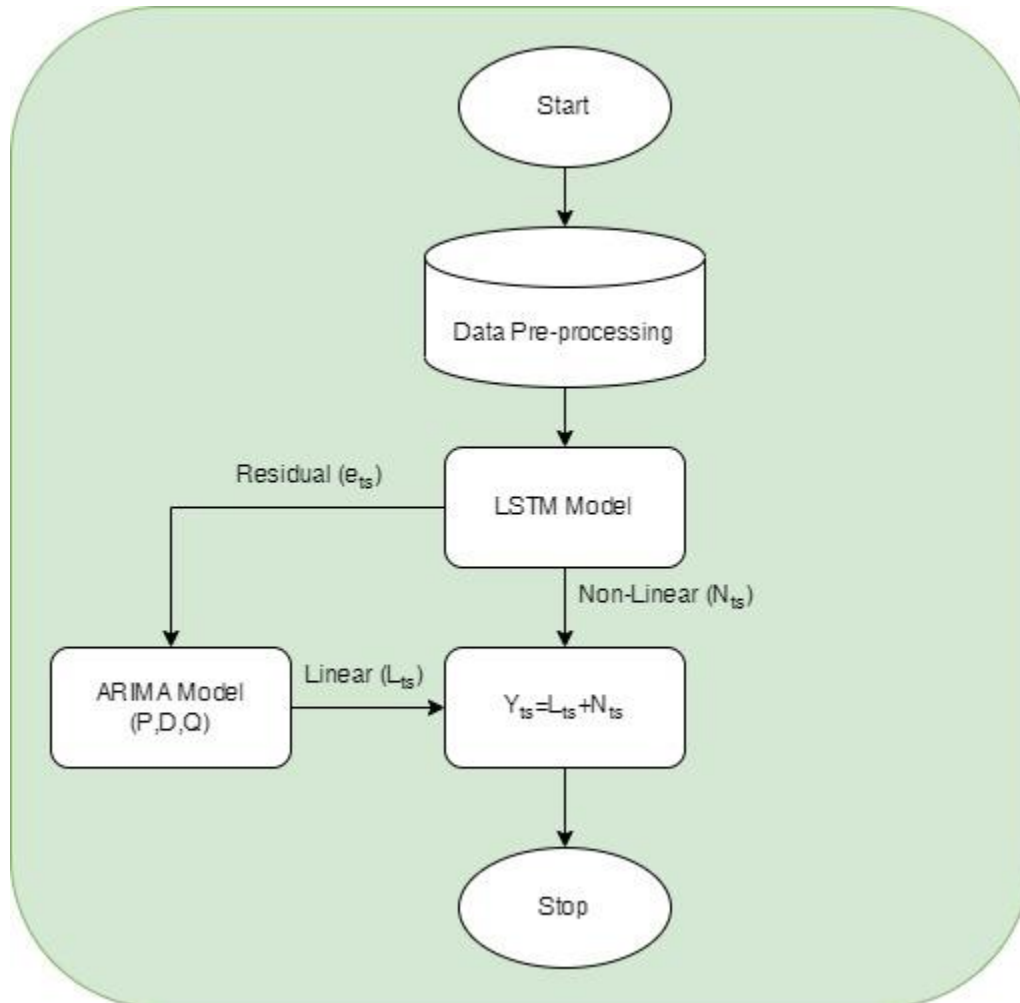 Start
Data Pre-processing
Residual (e_ts)
LSTM Model
Non-Linear (N_ts)
ARIMA Model
(P,D,Q)
Linear (L_ts)
Y_ts=L_ts+N_ts
Stop